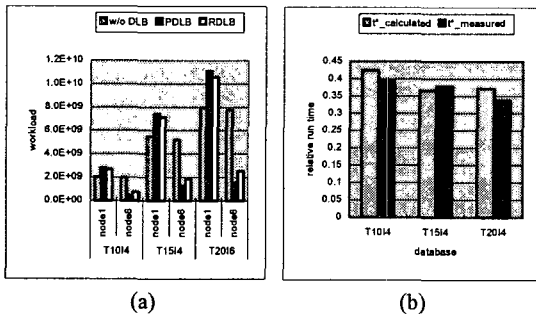 w/o DLB PDLB RDLB
1.2E+10
1.0E+10
8.0E+09
6.0E+09
4.0E+09
2.0E+09
0.0E+00
workload
node1 node6 node1 node6 node1 node6
T10I4 T15I4 T20I6
(a)
t*_calculated t*_measured
0.45
0.4
0.35
0.3
0.25
0.2
0.15
0.1
0.05
0
relative run time
T10I4 T15I4 T20I4
database
(b)